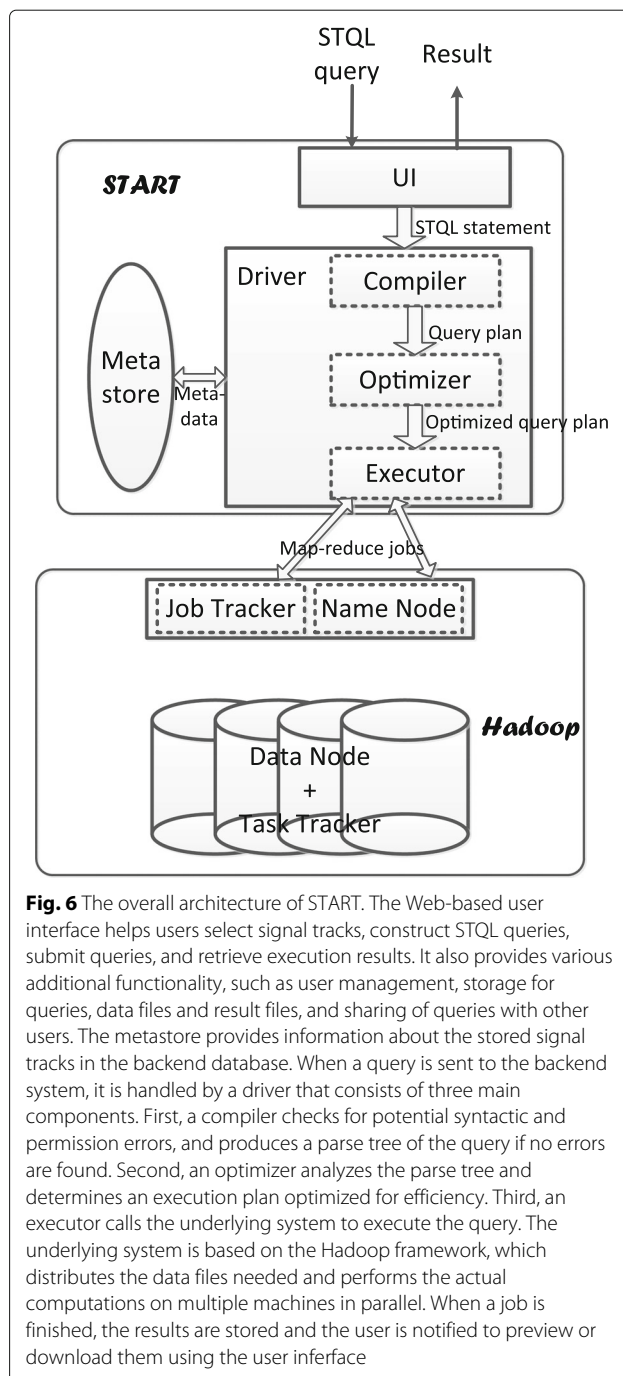 STQL
query
Result
START
UI
STQL statement
Driver
Compiler
Query plan
Meta
store
Meta-
data
Optimizer
Optimized query plan
Executor
Map-reduce jobs
Job Tracker
Name Node
Hadoop
Data Node
+
Task Tracker
Fig. 6 The overall architecture of START. The Web-based user
interface helps users select signal tracks, construct STQL queries,
submit queries, and retrieve execution results. It also provides various
additional functionality, such as user management, storage for
queries, data files and result files, and sharing of queries with other
users. The metastore provides information about the stored signal
tracks in the backend database. When a query is sent to the backend
system, it is handled by a driver that consists of three main
components. First, a compiler checks for potential syntactic and
permission errors, and produces a parse tree of the query if no errors
are found. Second, an optimizer analyzes the parse tree and
determines an execution plan optimized for efficiency. Third, an
executor calls the underlying system to execute the query. The
underlying system is based on the Hadoop framework, which
distributes the data files needed and performs the actual
computations on multiple machines in parallel. When a job is
finished, the results are stored and the user is notified to preview or
download them using the user inferface